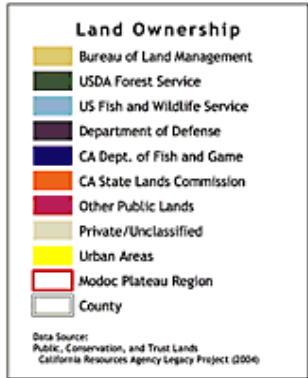 Land Ownership
Bureau of Land Management
USDA Forest Service
US Fish and Wildlife Service
Department of Defense
CA Dept. of Fish and Game
CA State Lands Commission
Other Public Lands
Private/Unclassified
Urban Areas
Modoc Plateau Region
County
Data Source:
Public, Conservation, and Trust Lands
California Resources Agency Legacy Project (2004)